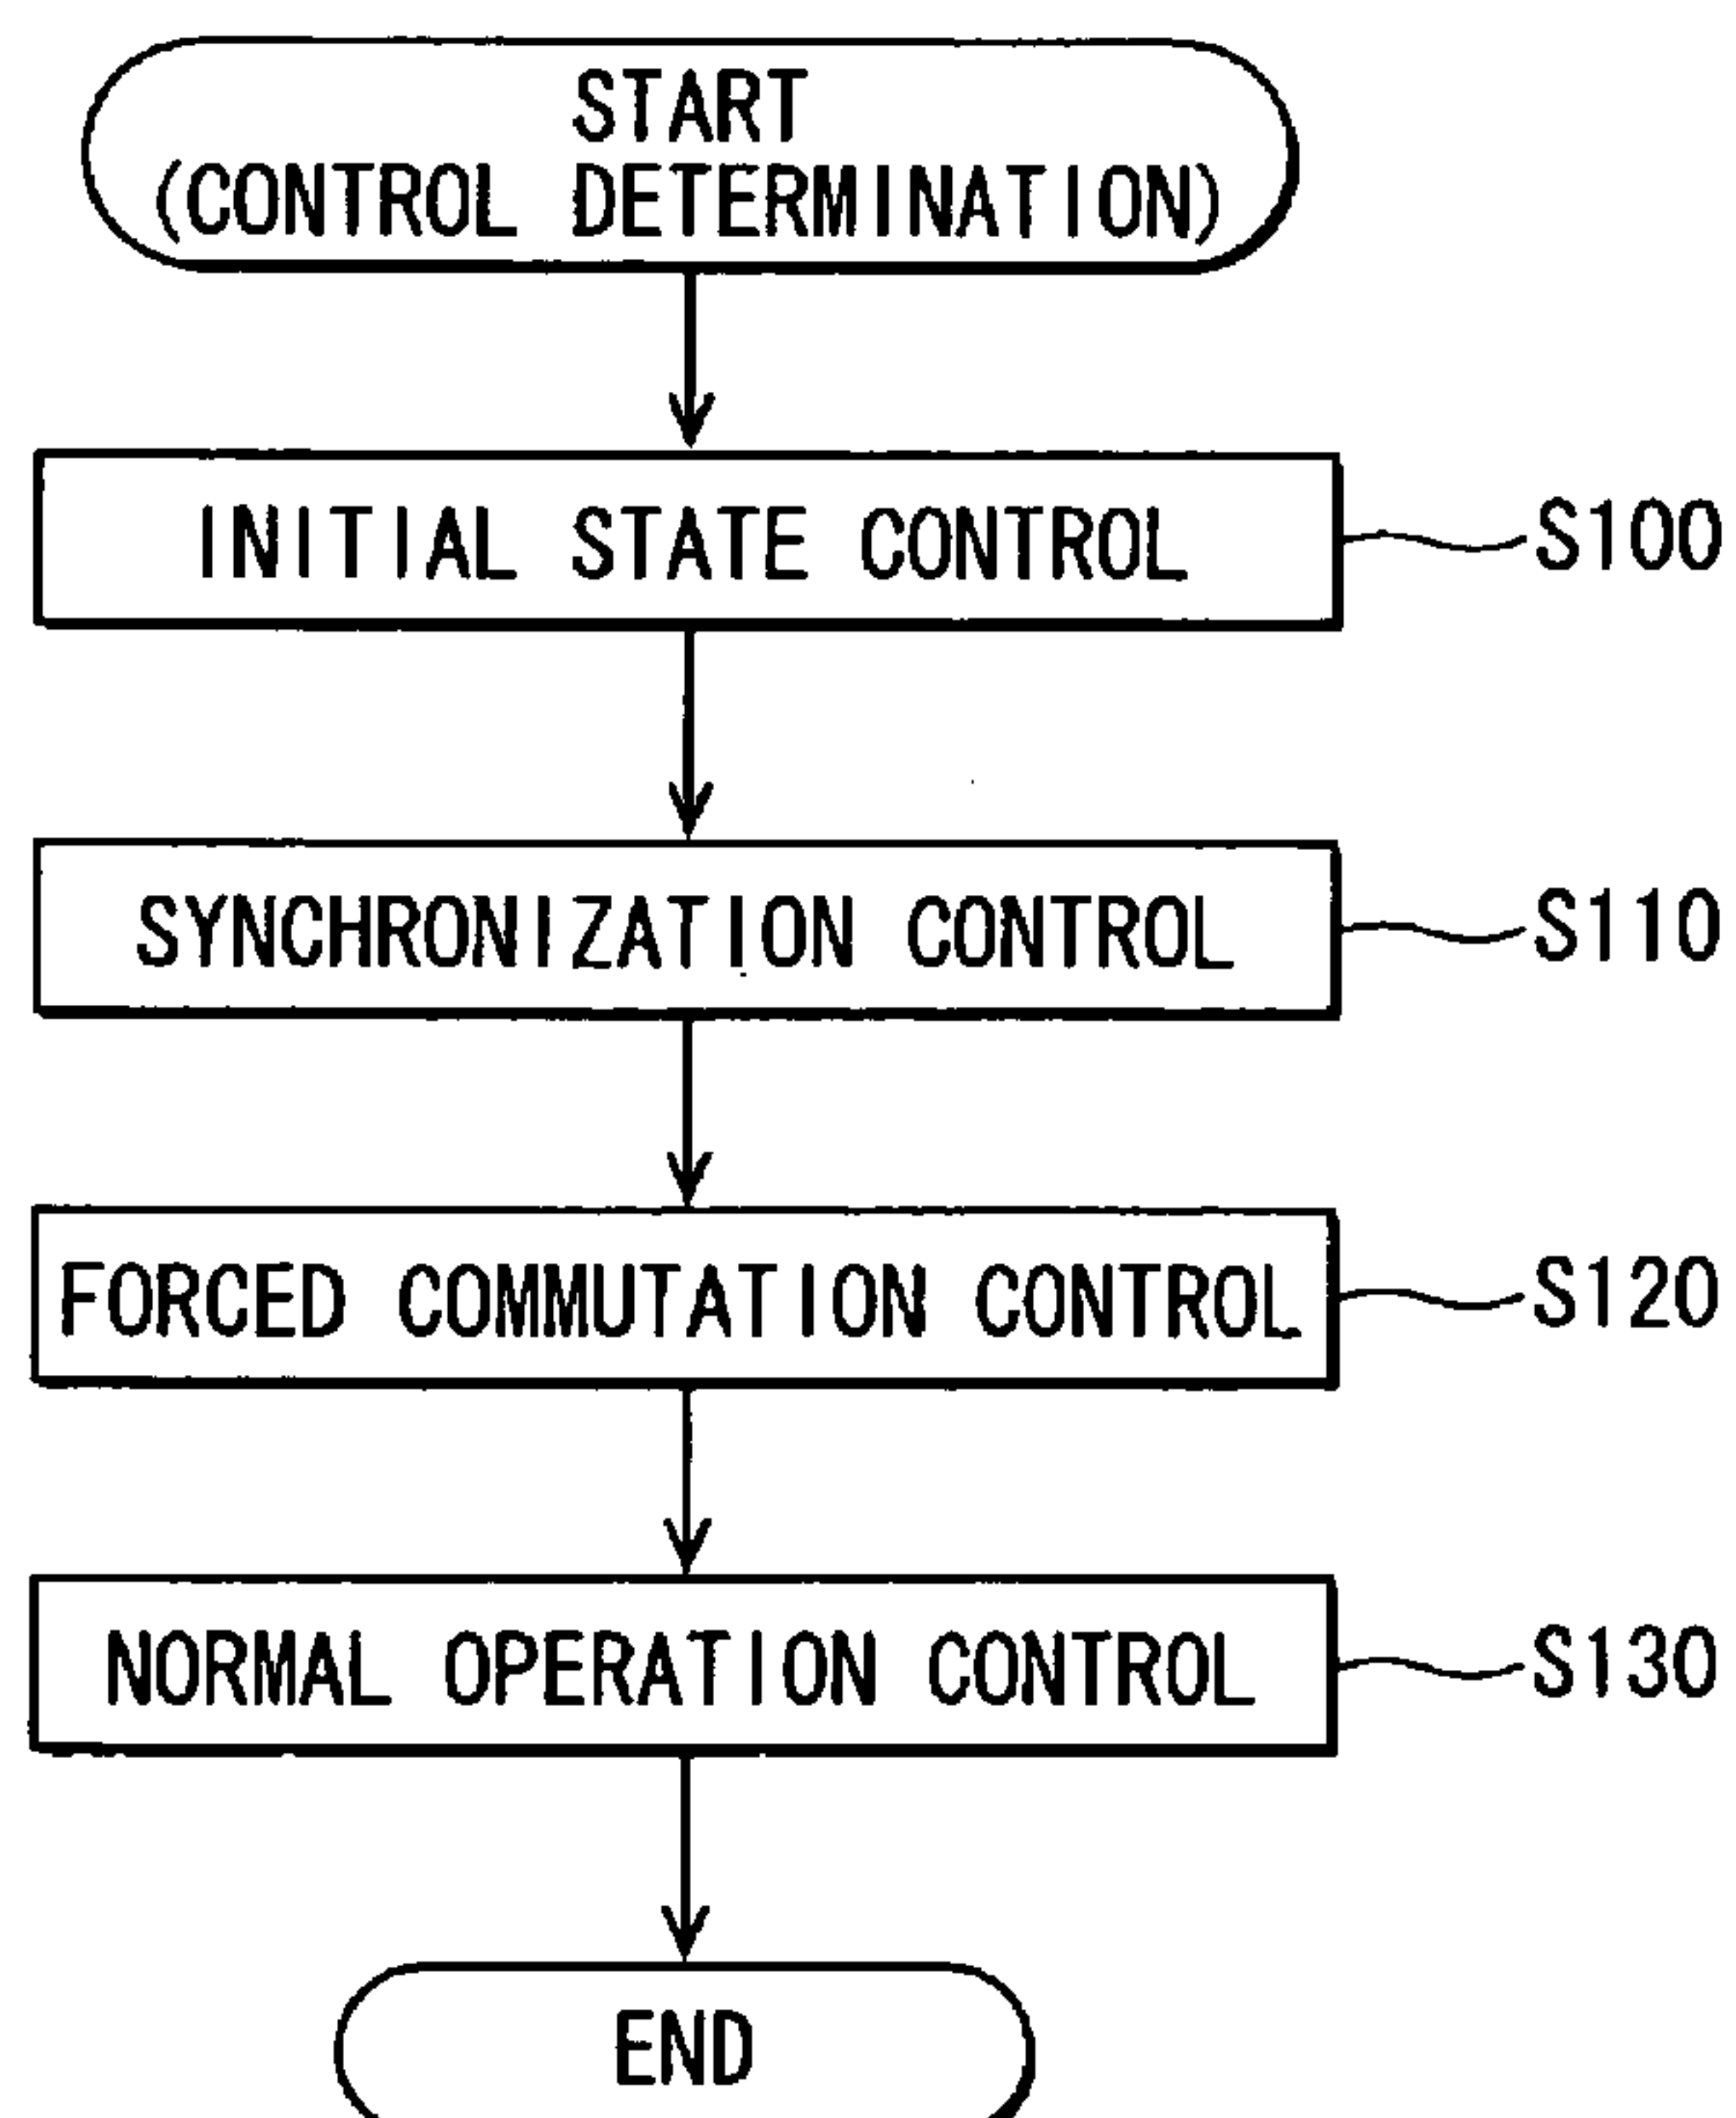 START
(CONTROL DETERMINATION)
INITIAL STATE CONTROL
S100
SYNCHRONIZATION CONTROL
S110
FORCED COMMUTATION CONTROL
S120
NORMAL OPERATION CONTROL
S130
END